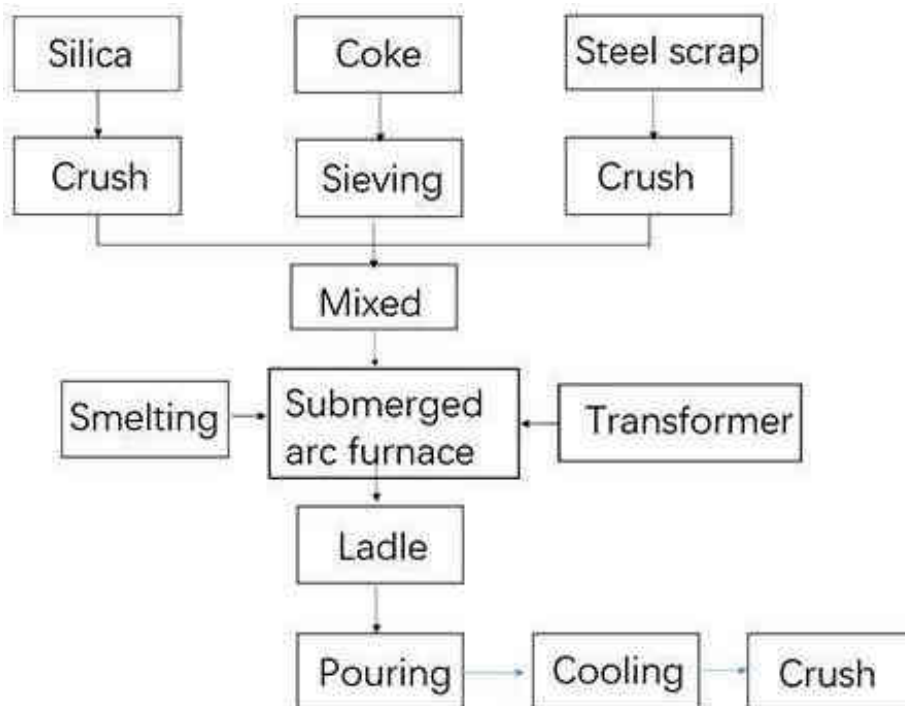 Silica
Coke
Steel scrap
Crush
Sieving
Crush
Mixed
Smelting
Submerged
arc furnace
Transformer
Ladle
Pouring
Cooling
Crush